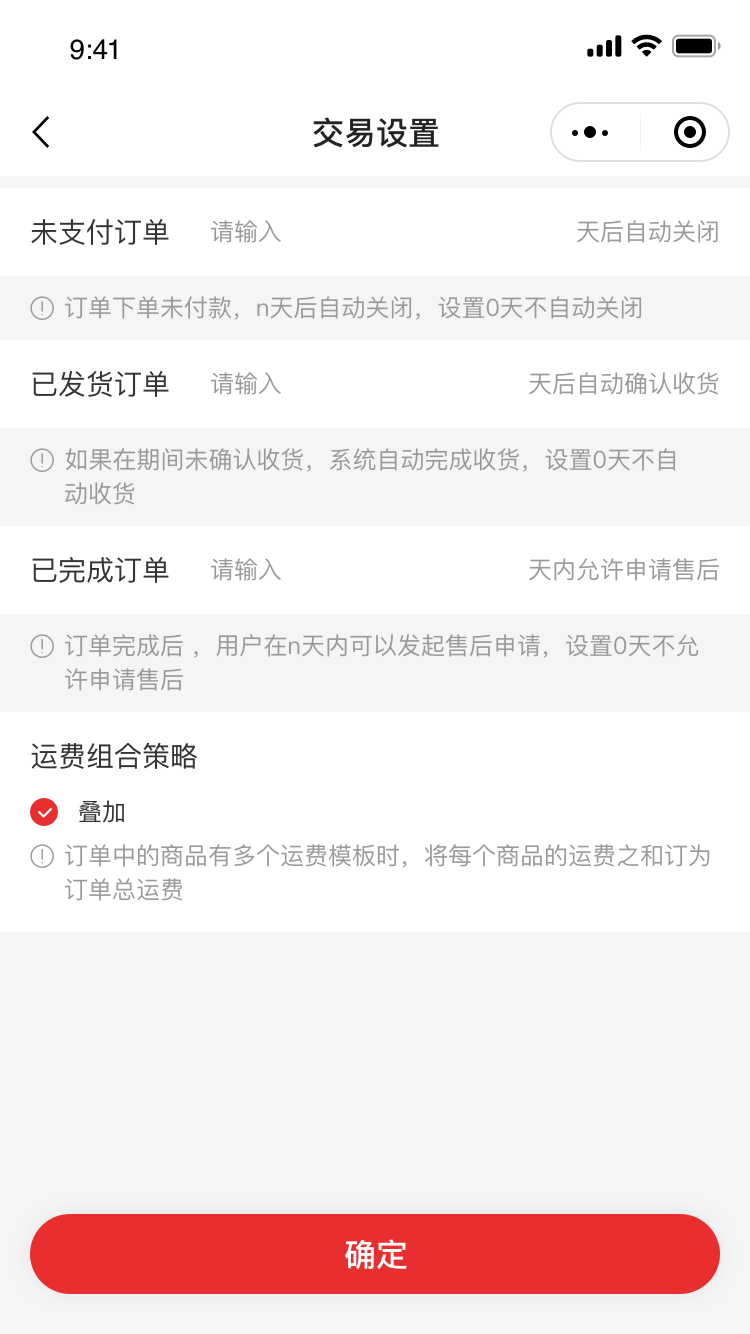 9:41
交易设置
未支付订单 请输入 天后自动关闭
订单下单未付款，n天后自动关闭，设置0天不自动关闭
已发货订单 请输入 天后自动确认收货
如果在期间未确认收货，系统自动完成收货，设置0天不自
动收货
已完成订单 请输入 天内允许申请售后
订单完成后 ，用户在n天内可以发起售后申请，设置0天不允
许申请售后
运费组合策略
叠加
订单中的商品有多个运费模板时，将每个商品的运费之和订为
订单总运费
确定